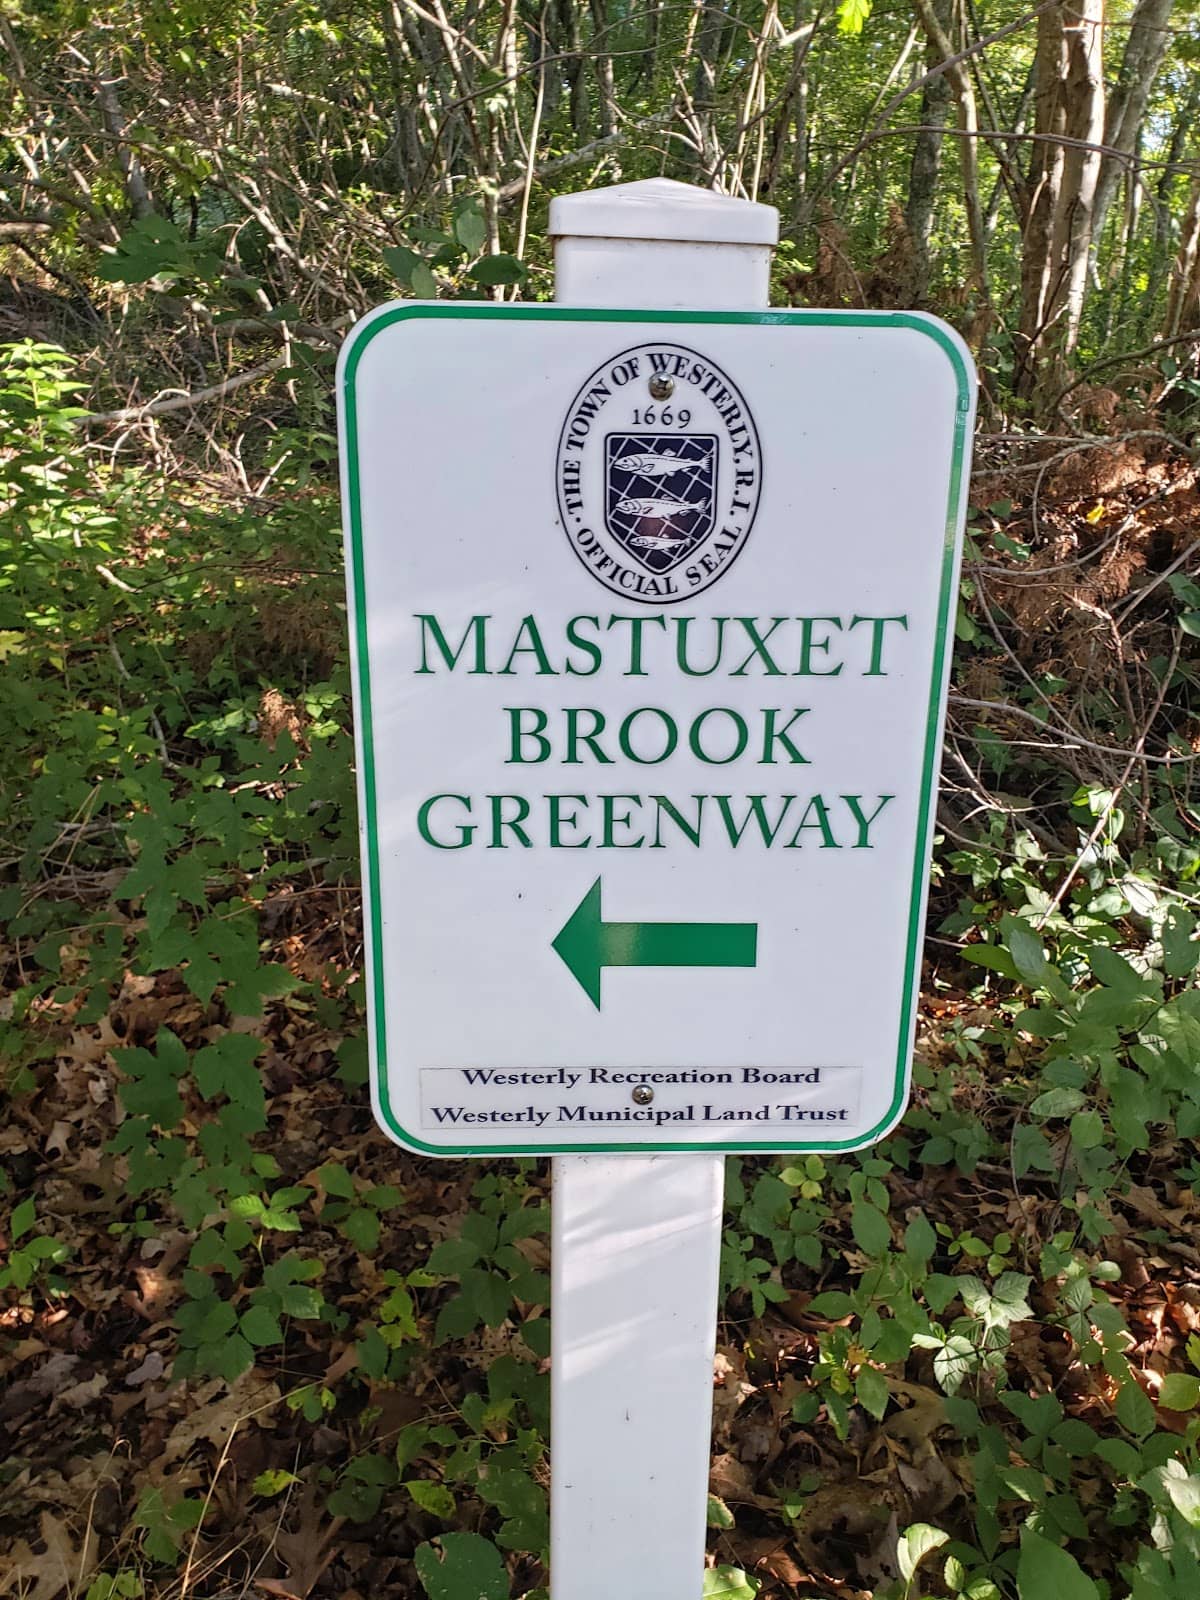 THE TOWN OF WESTERLY, R.I.
1669
· OFFICIAL SEAL ·
MASTUXET
BROOK
GREENWAY
Westerly Recreation Board
Westerly Municipal Land Trust